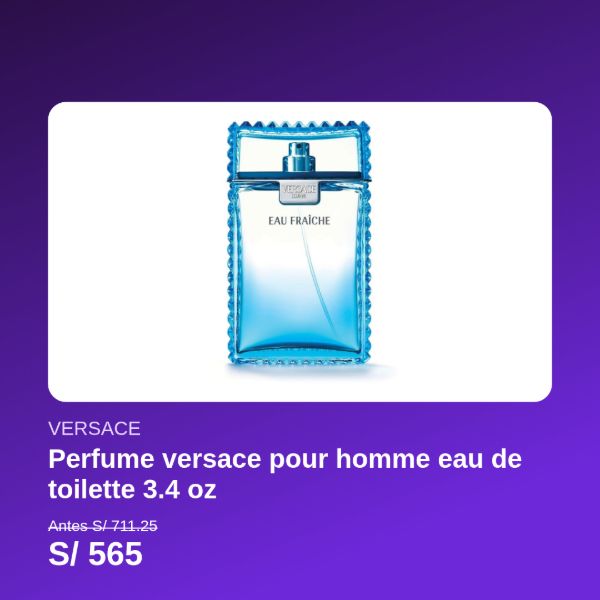 VERSACE
EAU FRAÎCHE
VERSACE
Perfume versace pour homme eau de
toilette 3.4 oz
Antes S/ 711.25
S/ 565